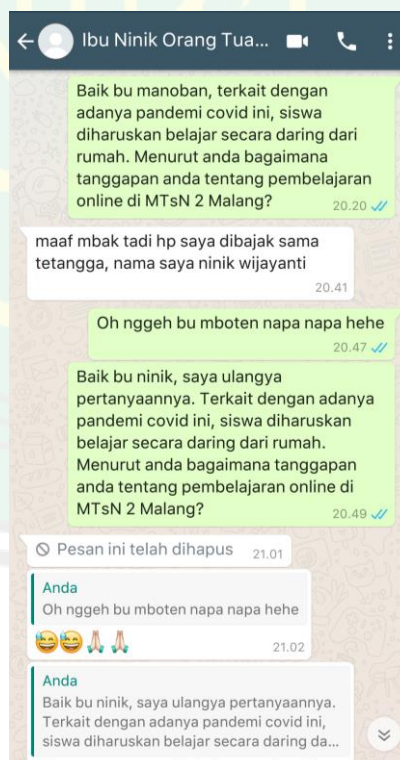 Ibu Ninik Orang Tua...
Baik bu manoban, terkait dengan
adanya pandemi covid ini, siswa
diharuskan belajar secara daring dari
rumah. Menurut anda bagaimana
tanggapan anda tentang pembelajaran
online di MTsN 2 Malang?
20.20
maaf mbak tadi hp saya dibajak sama
tetangga, nama saya ninik wijayanti
20.41
Oh nggeh bu mboten napa napa hehe
20.47
Baik bu ninik, saya ulangya
pertanyaannya. Terkait dengan adanya
pandemi covid ini, siswa diharuskan
belajar secara daring dari rumah.
Menurut anda bagaimana tanggapan
anda tentang pembelajaran online di
MTsN 2 Malang?
20.49
Pesan ini telah dihapus 21.01
Anda
Oh nggeh bu mboten napa napa hehe
😅😅🙏🏻🙏🏻
21.02
Anda
Baik bu ninik, saya ulangya pertanyaannya.
Terkait dengan adanya pandemi covid ini,
siswa diharuskan belajar secara daring da...